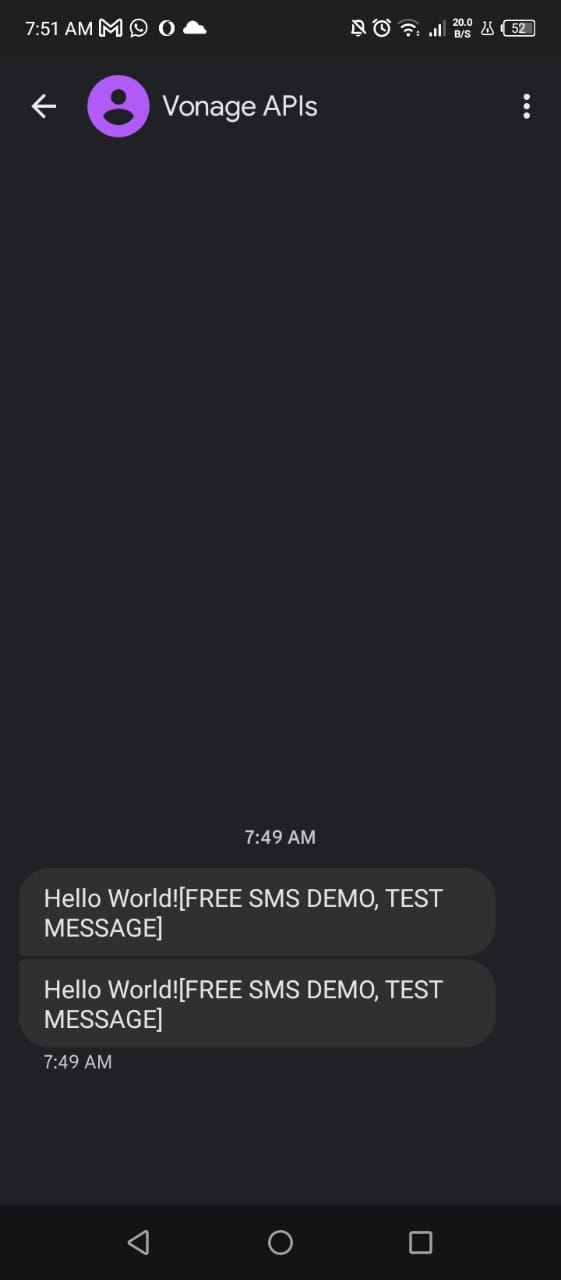 7:51 AM
20.0
B/S
52
Vonage APIs
7:49 AM
Hello World![FREE SMS DEMO, TEST
MESSAGE]
Hello World![FREE SMS DEMO, TEST
MESSAGE]
7:49 AM